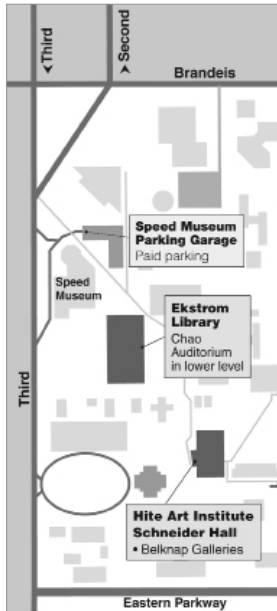 ◄Third
►Second
Brandeis
Speed Museum
Parking Garage
Paid parking
Speed
Museum
Ekstrom
Library
Chao
Auditorium
in lower level
Third
Hite Art Institute
Schneider Hall
• Belknap Galleries
Eastern Parkway